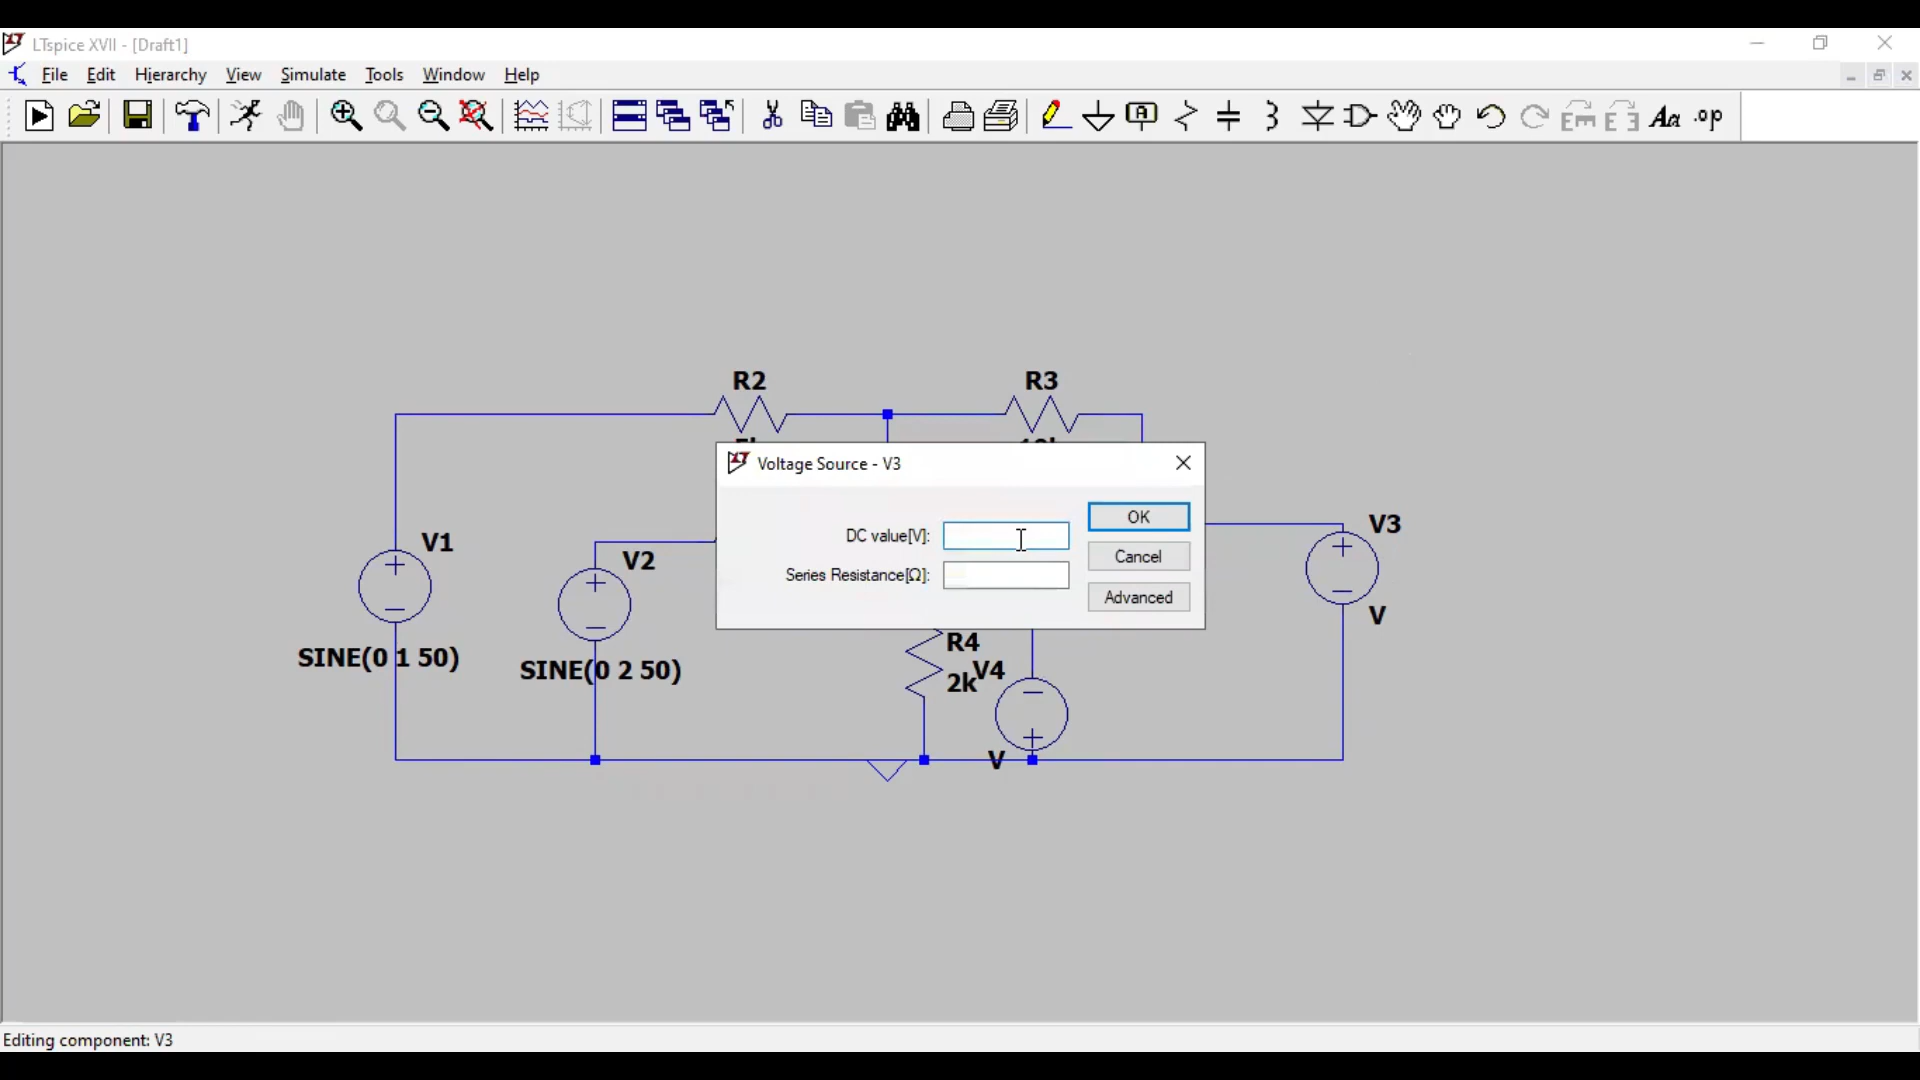 LTspice XVII - [Draft1]
File Edit Hierarchy View Simulate Tools Window Help
Aa .op
R2 R3
Voltage Source - V3
DC value[V]:
OK
Series Resistance[Ω]:
Cancel
Advanced
V1
V2
V3
V
SINE(0 1 50)
SINE(0 2 50)
R4
2k
V4
V
Editing component: V3